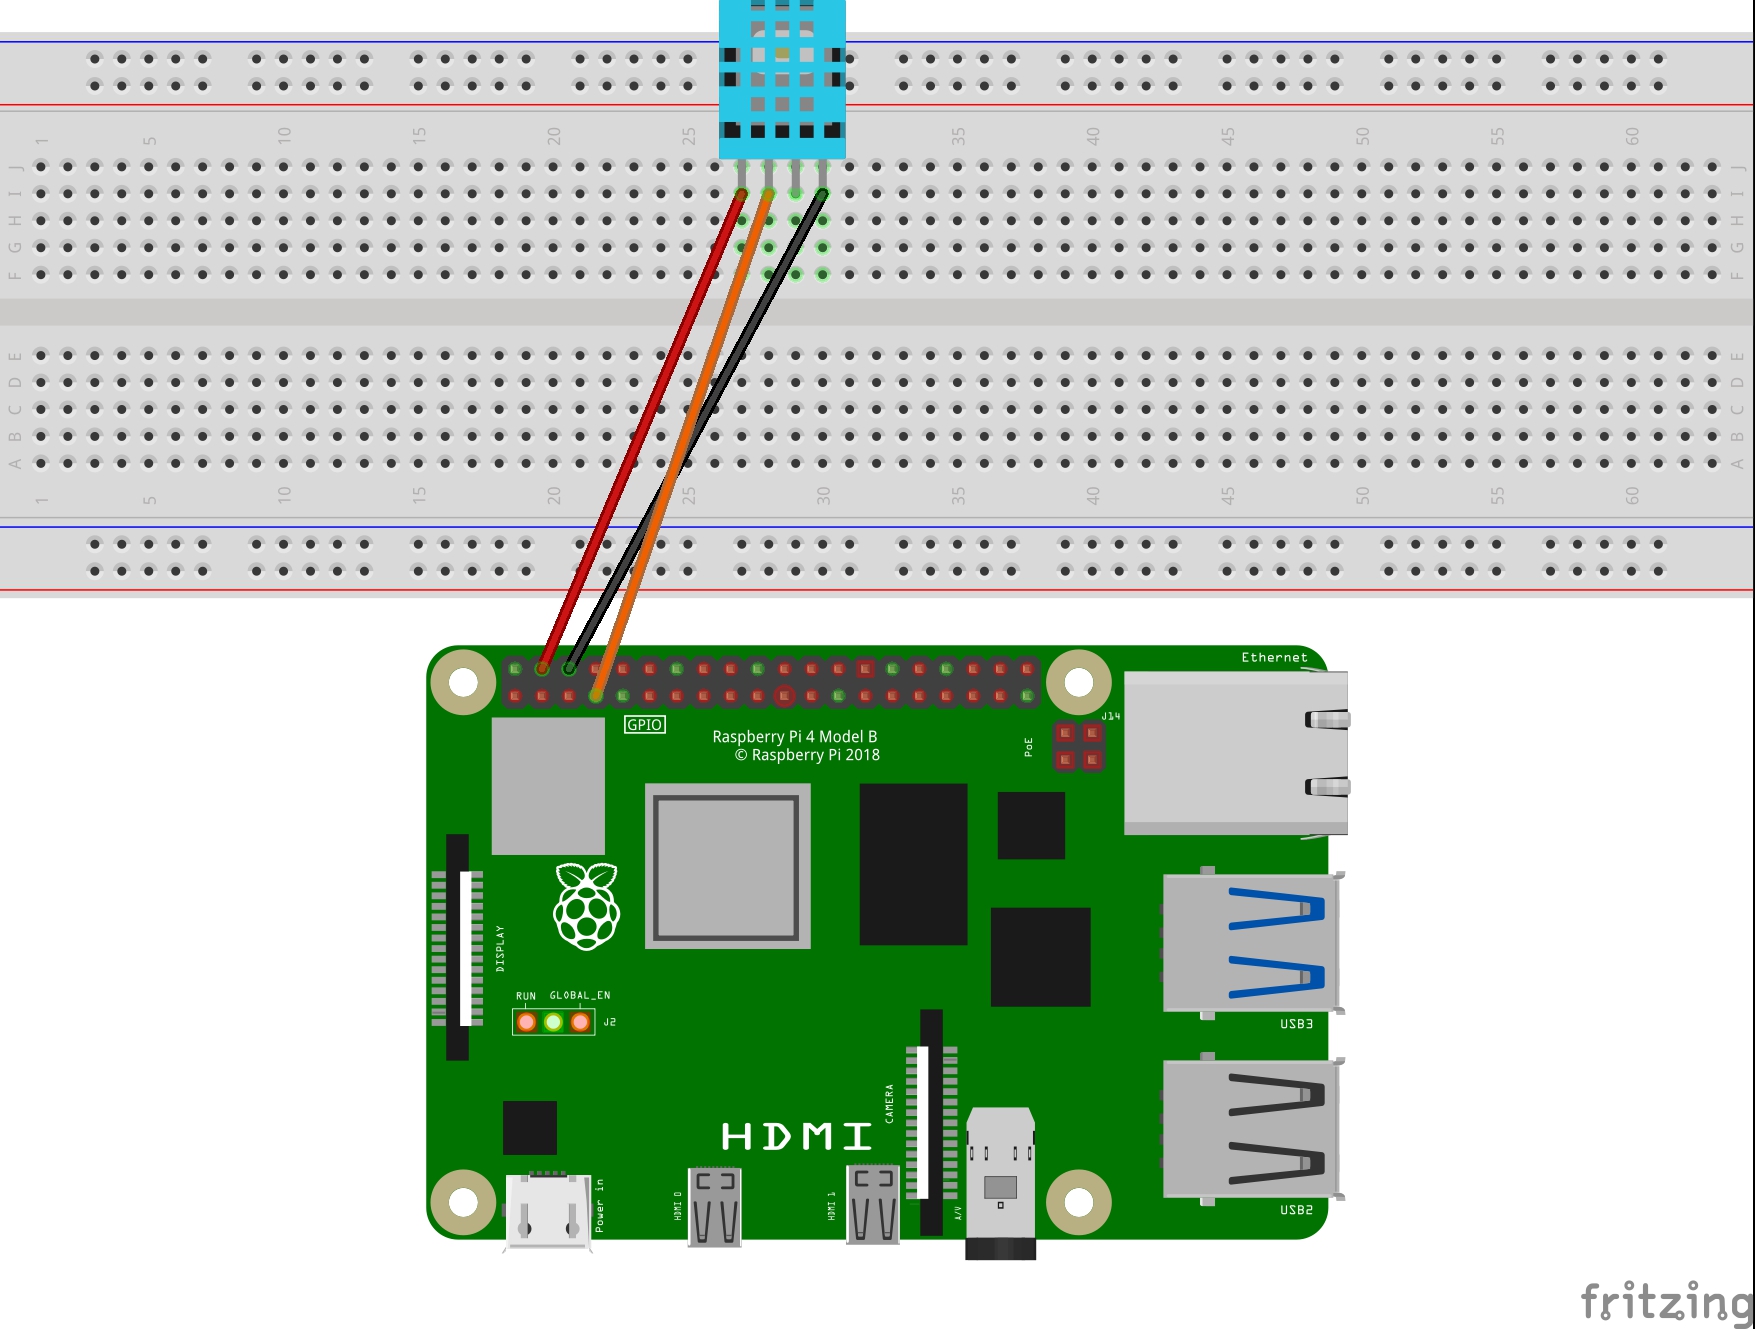 1 5 10 15 20 25 35 40 45 50 55 60
J J
I I
H H
G G
F F
E E
D D
C C
B B
A A
1 5 10 15 20 25 30 35 40 45 50 55 60
Ethernet
J14
GPIO
Raspberry Pi 4 Model B
© Raspberry Pi 2018
PoE
DISPLAY
RUN GLOBAL_EN
J2
USB3
CAMERA
HDMI
Power in
HDMI 0
HDMI 1
A/V
USB2
fritzing